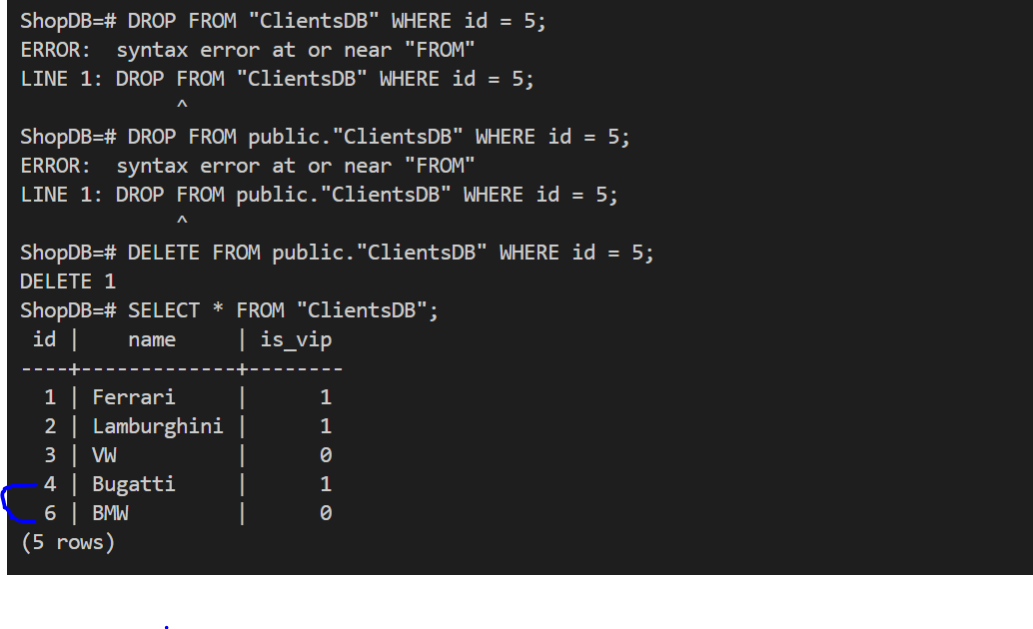 ShopDB=# DROP FROM "ClientsDB" WHERE id = 5;
ERROR:  syntax error at or near "FROM"
LINE 1: DROP FROM "ClientsDB" WHERE id = 5;
             ^
ShopDB=# DROP FROM public."ClientsDB" WHERE id = 5;
ERROR:  syntax error at or near "FROM"
LINE 1: DROP FROM public."ClientsDB" WHERE id = 5;
             ^
ShopDB=# DELETE FROM public."ClientsDB" WHERE id = 5;
DELETE 1
ShopDB=# SELECT * FROM "ClientsDB";
 id |    name     | is_vip
----+-------------+--------
  1 | Ferrari     |      1
  2 | Lamburghini |      1
  3 | VW          |      0
  4 | Bugatti     |      1
  6 | BMW         |      0
(5 rows)